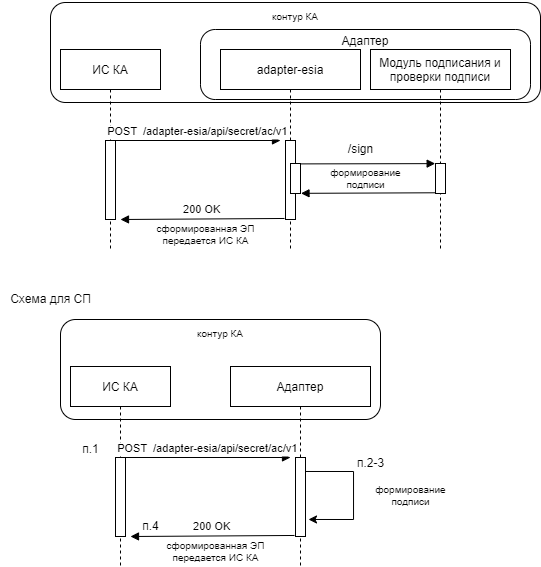 контур КА
Адаптер
ИС КА
adapter-esia
Модуль подписания и
проверки подписи
POST /adapter-esia/api/secret/ac/v1
/sign
формирование
подписи
200 OK
сформированная ЭП
передается ИС КА
Схема для СП
контур КА
ИС КА
Адаптер
п.1
POST /adapter-esia/api/secret/ac/v1
п.2-3
формирование
подписи
п.4
200 OK
сформированная ЭП
передается ИС КА